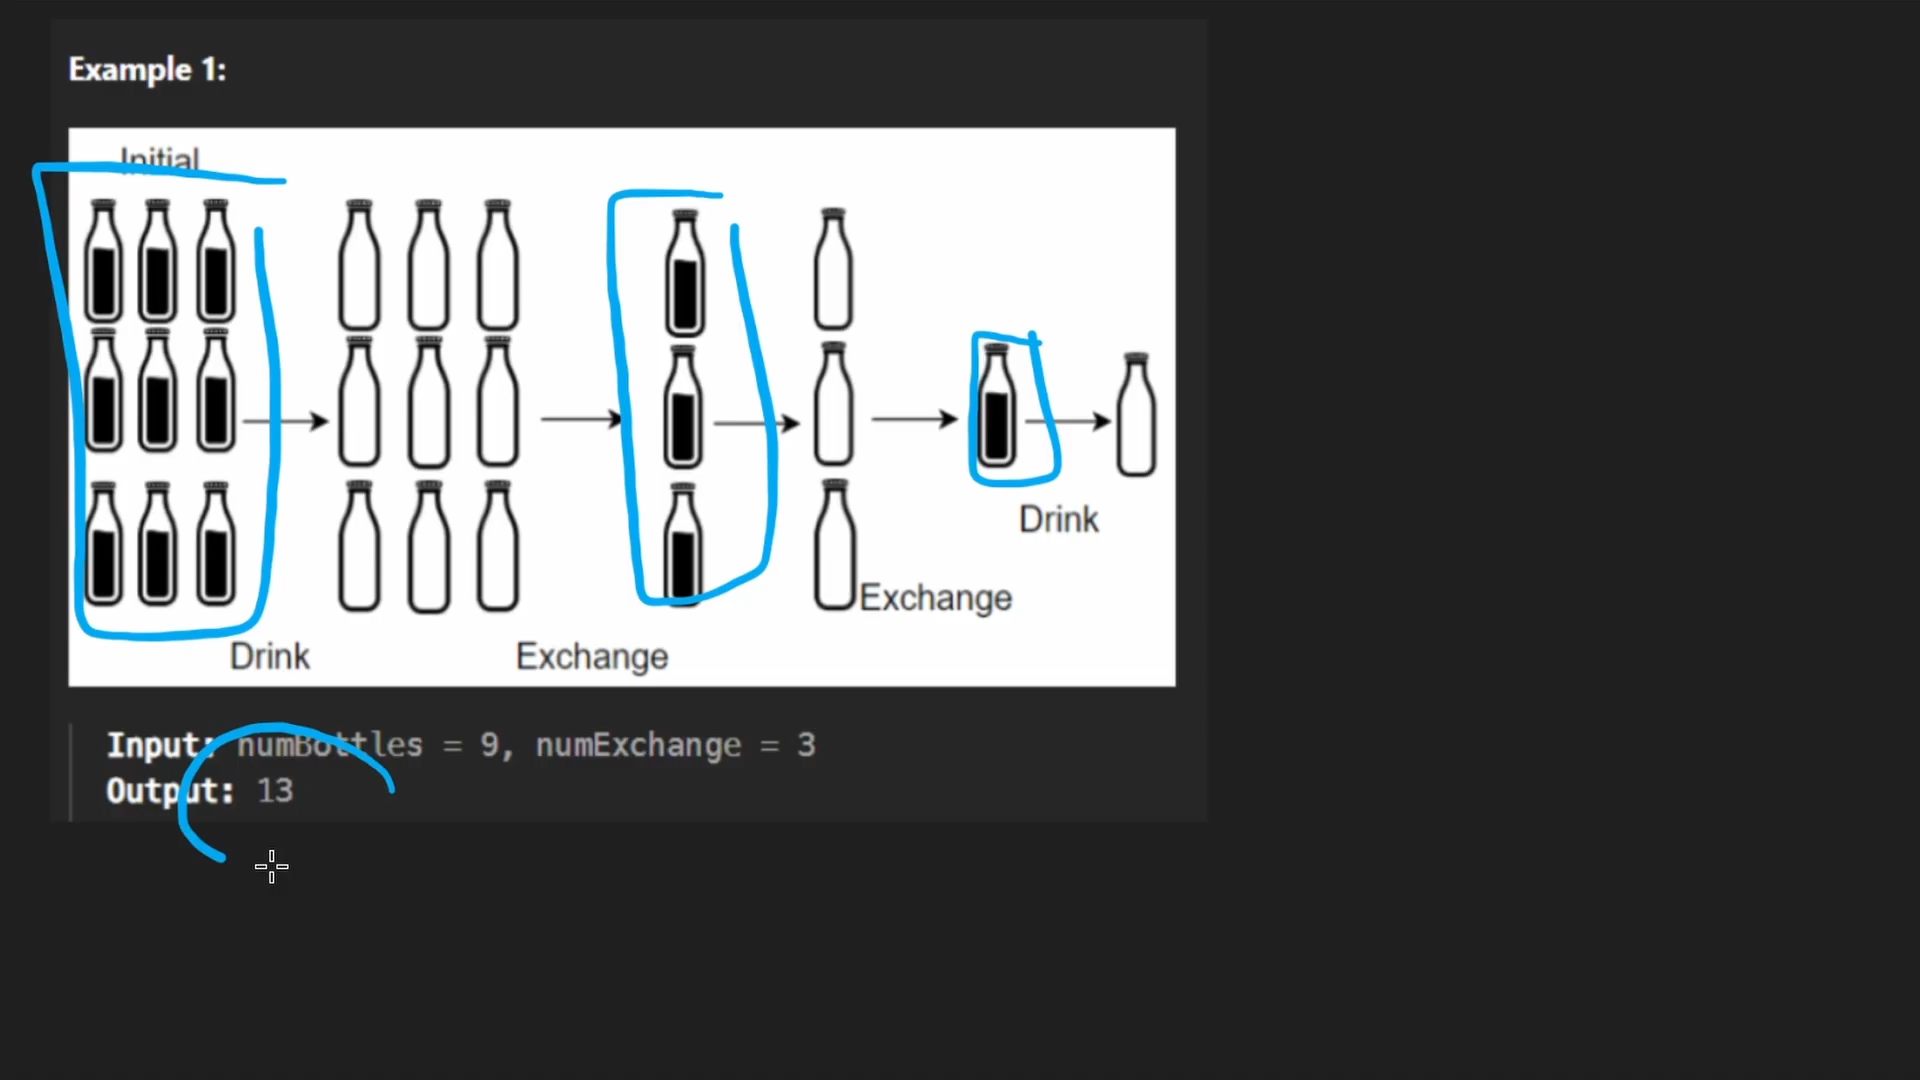 Example 1:
Initial
Drink
Exchange
Exchange
Drink
Input: numBottles = 9, numExchange = 3
Output: 13